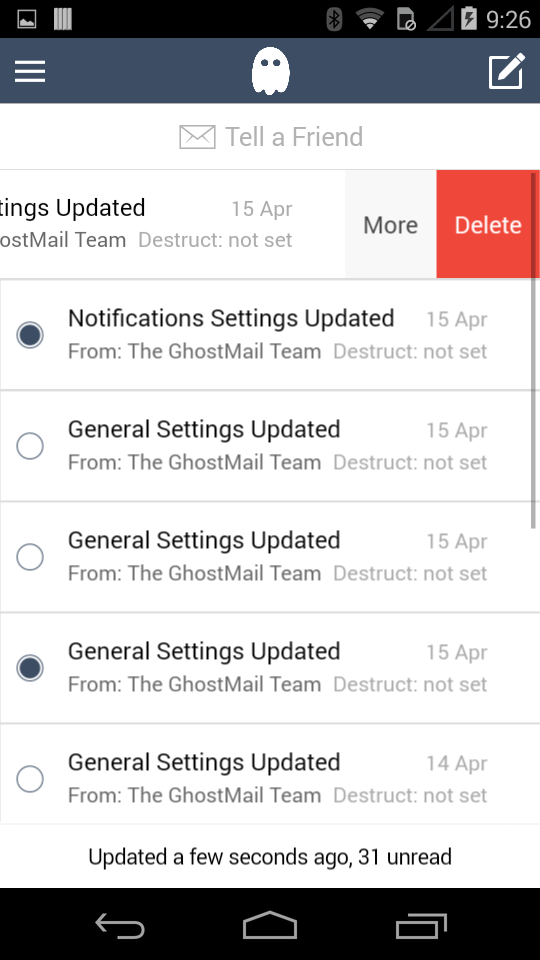 9:26
Tell a Friend
tings Updated 15 Apr
ostMail Team Destruct: not set
More
Delete
Notifications Settings Updated 15 Apr
From: The GhostMail Team Destruct: not set
General Settings Updated 15 Apr
From: The GhostMail Team Destruct: not set
General Settings Updated 15 Apr
From: The GhostMail Team Destruct: not set
General Settings Updated 15 Apr
From: The GhostMail Team Destruct: not set
General Settings Updated 14 Apr
From: The GhostMail Team Destruct: not set
Updated a few seconds ago, 31 unread